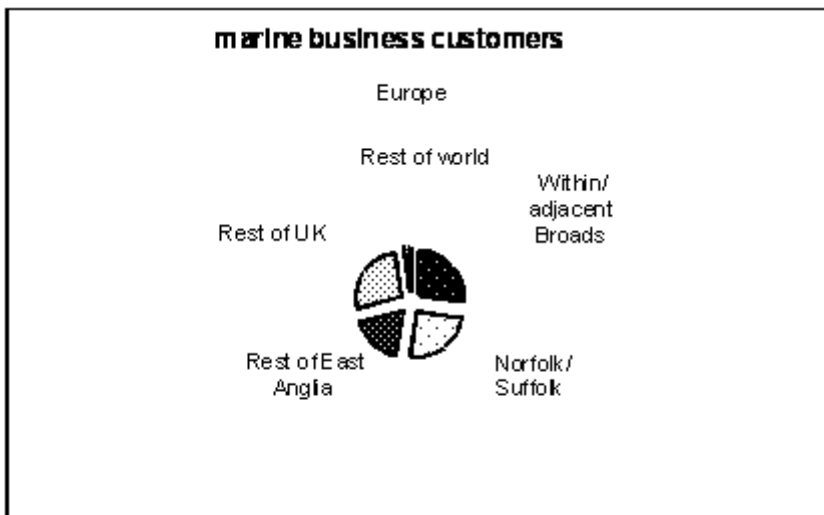 marine business customers
Europe
Rest of world
Within/
adjacent
Broads
Rest of UK
Rest of East
Anglia
Norfolk/
Suffolk